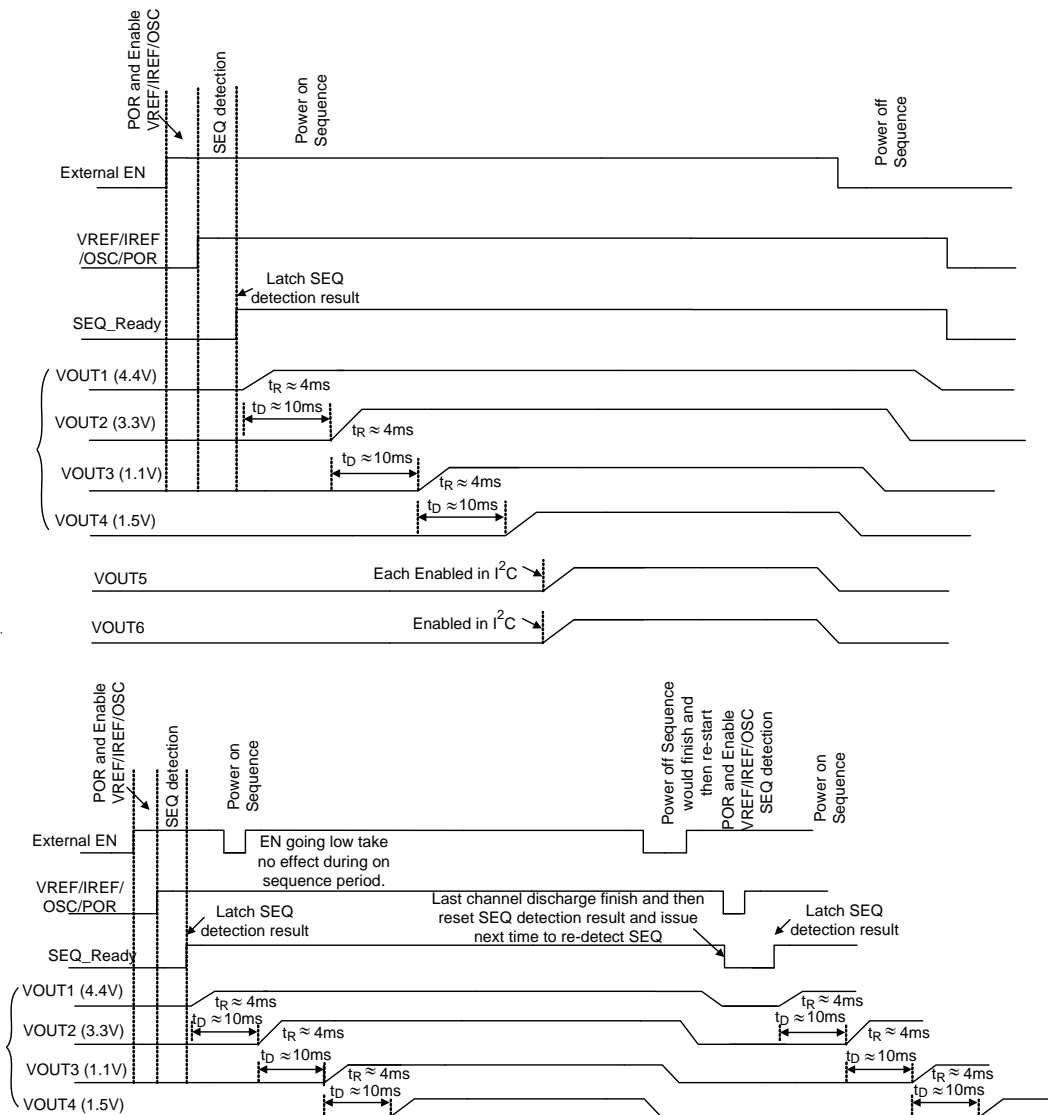 POR and Enable
VREF/IREF/OSC
SEQ detection
Power on
Sequence
Power off
Sequence
External EN
VREF/IREF
/OSC/POR
Latch SEQ
detection result
SEQ_Ready
VOUT1 (4.4V)
tR ≈ 4ms
tD ≈ 10ms
VOUT2 (3.3V)
tR ≈ 4ms
tD ≈ 10ms
VOUT3 (1.1V)
tR ≈ 4ms
tD ≈ 10ms
VOUT4 (1.5V)
VOUT5
Each Enabled in I2C
VOUT6
Enabled in I2C
POR and Enable
VREF/IREF/OSC
SEQ detection
Power on
Sequence
Power off Sequence
would finish and
then re-start
POR and Enable
VREF/IREF/OSC
SEQ detection
Power on
Sequence
External EN
EN going low take
no effect during on
sequence period.
VREF/IREF/
OSC/POR
Latch SEQ
detection result
Last channel discharge finish and then
reset SEQ detection result and issue
next time to re-detect SEQ
Latch SEQ
detection result
SEQ_Ready
VOUT1 (4.4V)
tR ≈ 4ms
tR ≈ 4ms
tD ≈ 10ms
tD ≈ 10ms
VOUT2 (3.3V)
tR ≈ 4ms
tR ≈ 4ms
tD ≈ 10ms
tD ≈ 10ms
VOUT3 (1.1V)
tR ≈ 4ms
tR ≈ 4ms
tD ≈ 10ms
tD ≈ 10ms
VOUT4 (1.5V)